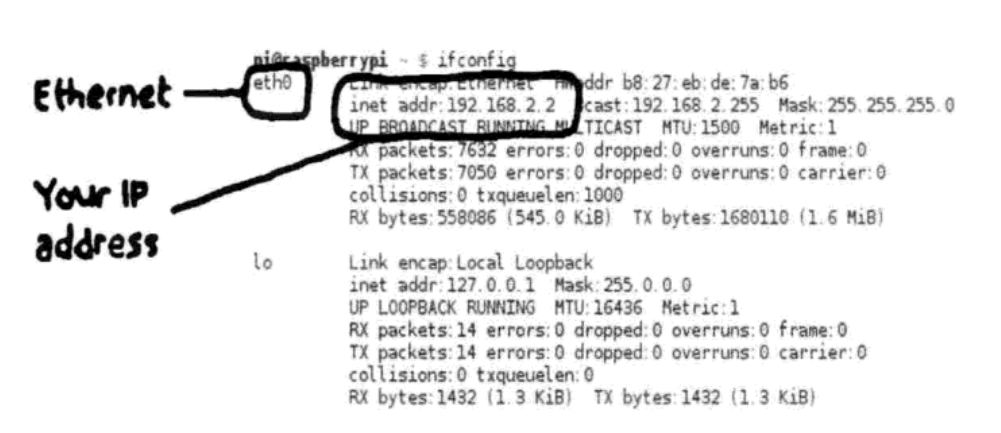 pi@raspberrypi ~ $ ifconfig
Ethernet
eth0 Link encap:Ethernet HWaddr b8:27:eb:de:7a:b6
inet addr:192.168.2.2 cast:192.168.2.255 Mask:255.255.255.0
UP BROADCAST RUNNING MULTICAST MTU:1500 Metric:1
RX packets:7632 errors:0 dropped:0 overruns:0 frame:0
TX packets:7050 errors:0 dropped:0 overruns:0 carrier:0
collisions:0 txqueuelen:1000
RX bytes:558086 (545.0 KiB) TX bytes:1680110 (1.6 MiB)
Your IP
address
lo Link encap:Local Loopback
inet addr:127.0.0.1 Mask:255.0.0.0
UP LOOPBACK RUNNING MTU:16436 Metric:1
RX packets:14 errors:0 dropped:0 overruns:0 frame:0
TX packets:14 errors:0 dropped:0 overruns:0 carrier:0
collisions:0 txqueuelen:0
RX bytes:1432 (1.3 KiB) TX bytes:1432 (1.3 KiB)